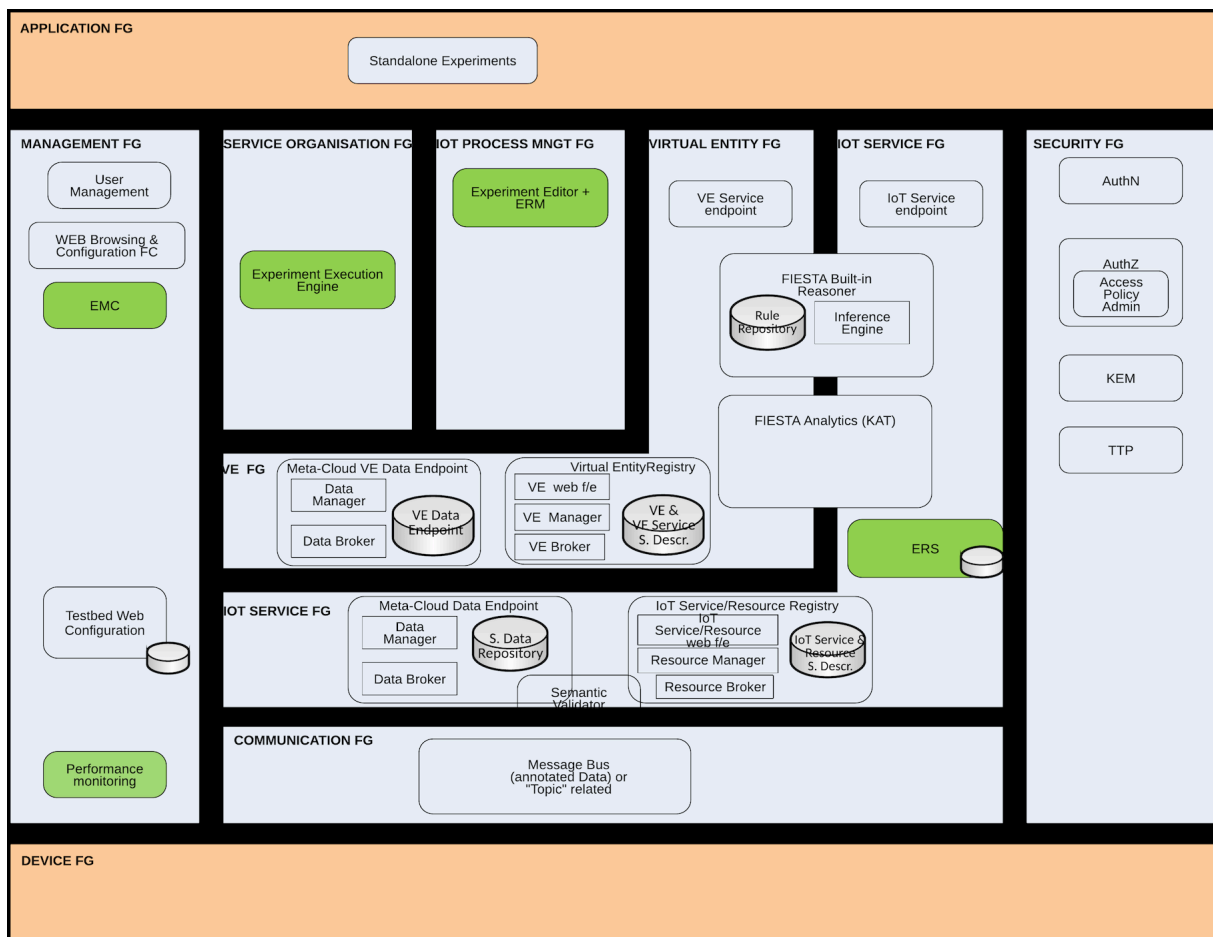 APPLICATION FG
Standalone Experiments
MANAGEMENT FG
User
Management
WEB Browsing &
Configuration FC
EMC
Testbed Web
Configuration
Performance
monitoring
SERVICE ORGANISATION FG
Experiment Execution
Engine
IOT PROCESS MNGT FG
Experiment Editor +
ERM
VIRTUAL ENTITY FG
VE Service
endpoint
IOT SERVICE FG
IoT Service
endpoint
FIESTA Built-in
Reasoner
Rule
Repository
Inference
Engine
FIESTA Analytics (KAT)
ERS
VE FG
Meta-Cloud VE Data Endpoint
Data
Manager
Data Broker
VE Data
Endpoint
Virtual EntityRegistry
VE web f/e
VE Manager
VE Broker
VE &
VE Service
S. Descr.
IOT SERVICE FG
Meta-Cloud Data Endpoint
Data
Manager
Data Broker
S. Data
Repository
Semantic
Validator
IoT Service/Resource Registry
IoT
Service/Resource
web f/e
Resource Manager
Resource Broker
IoT Service &
Resource
S. Descr.
COMMUNICATION FG
Message Bus
(annotated Data) or
"Topic" related
SECURITY FG
AuthN
AuthZ
Access
Policy
Admin
KEM
TTP
DEVICE FG